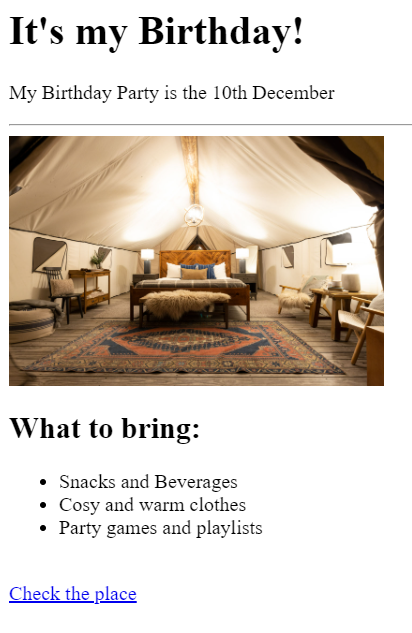 It's my Birthday!
My Birthday Party is the 10th December
What to bring:
Snacks and Beverages
Cosy and warm clothes
Party games and playlists
Check the place